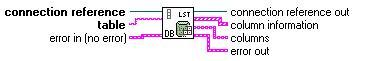 connection reference
table
error in (no error)
LST
DB
connection reference out
column information
columns
error out